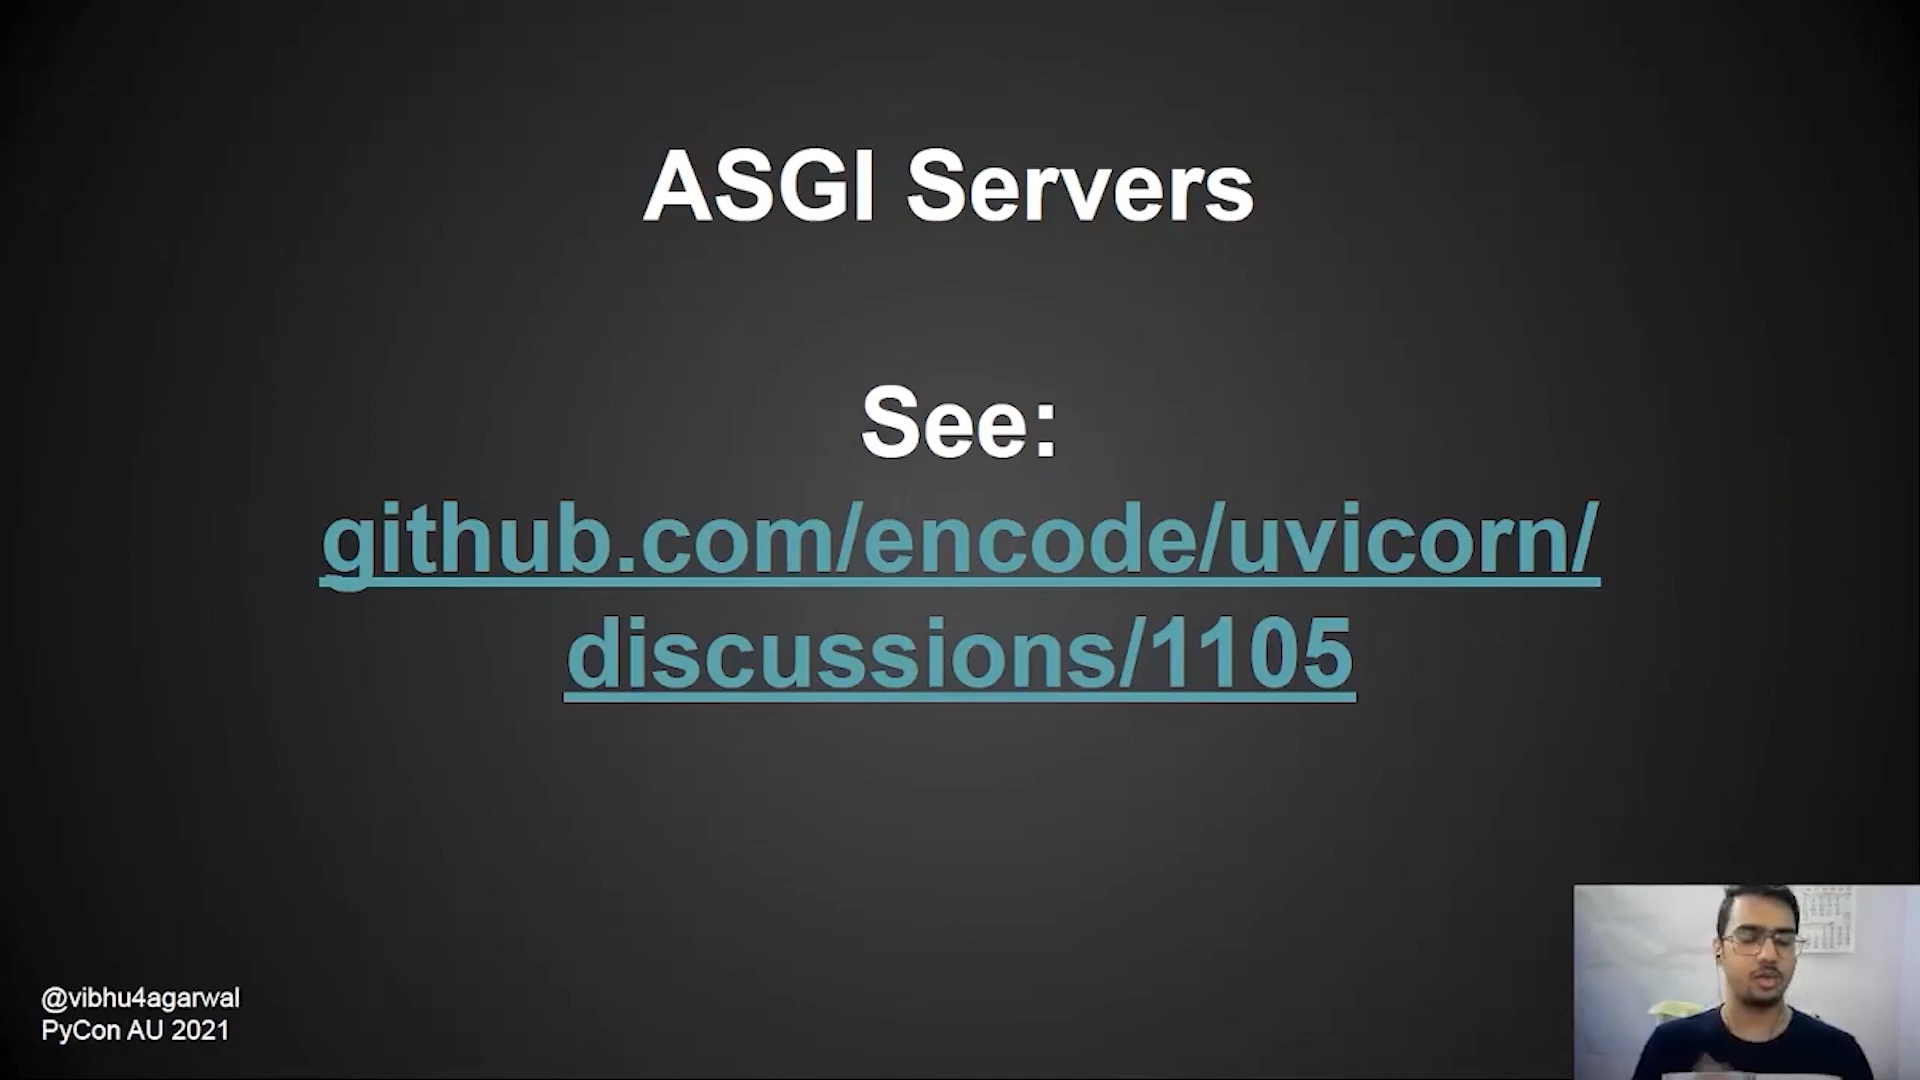 ASGI Servers
See:
github.com/encode/uvicorn/
discussions/1105
@vibhu4agarwal
PyCon AU 2021